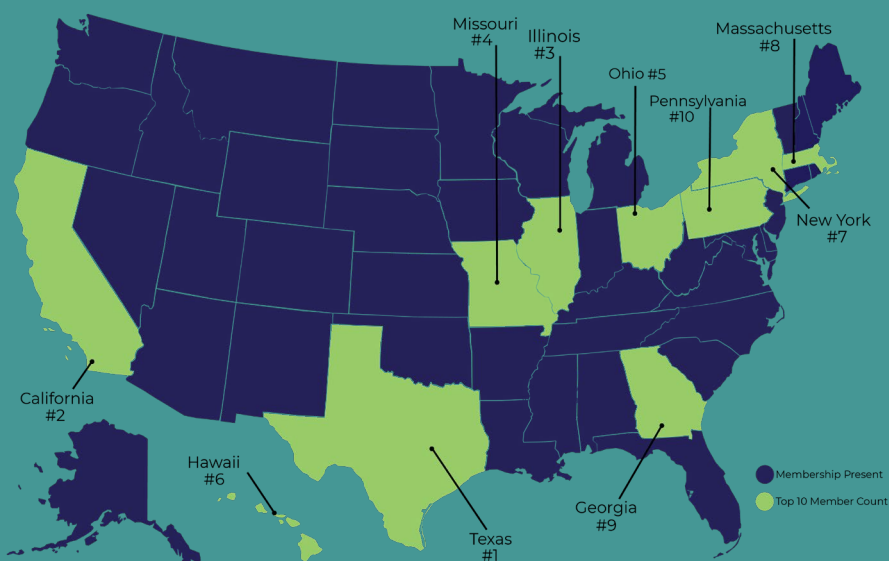 Missouri
#4
Illinois
#3
Massachusetts
#8
Ohio #5
Pennsylvania
#10
New York
#7
California
#2
Hawaii
#6
Texas
#1
Georgia
#9
Membership Present
Top 10 Member Count